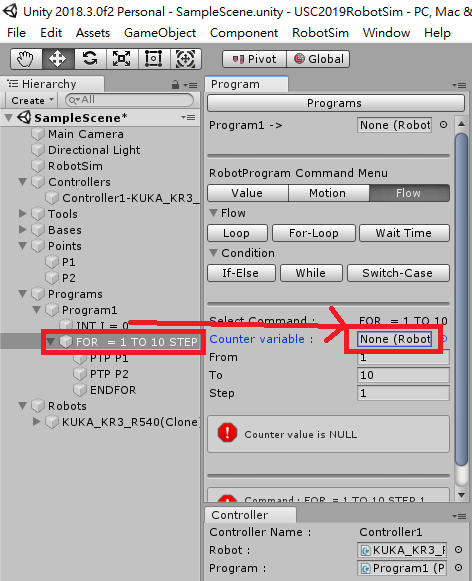 Unity 2018.3.0f2 Personal - SampleScene.unity - USC2019RobotSim - PC, Mac &
File Edit Assets GameObject Component RobotSim Window Help
Pivot Global
Hierarchy
Create All
SampleScene*
Main Camera
Directional Light
RobotSim
Controllers
Controller1-KUKA_KR3_
Tools
Bases
Points
P1
P2
Programs
Program1
INT I = 0
FOR = 1 TO 10 STEP
PTP P1
PTP P2
ENDFOR
Robots
KUKA_KR3_R540(Clone)
Program
Programs
Program1 -> None (Robot
RobotProgram Command Menu
Value Motion Flow
Flow
Loop For-Loop Wait Time
Condition
If-Else While Switch-Case
Select Command : FOR = 1 TO 10
Counter variable : None (Robot
From 1
To 10
Step 1
Counter value is NULL
Command : FOR = 1 TO 10 STEP 1
Controller
Controller Name : Controller1
Robot : KUKA_KR3_F
Program : Program1 (P